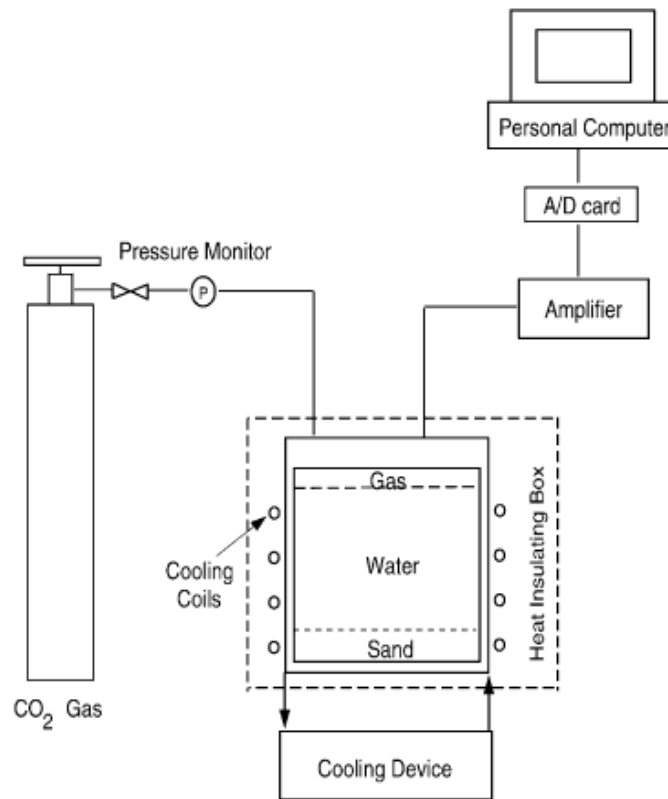 Personal Computer
A/D card
Pressure Monitor
P
Amplifier
Gas
Cooling
Coils
Water
Heat Insulating Box
Sand
CO2 Gas
Cooling Device